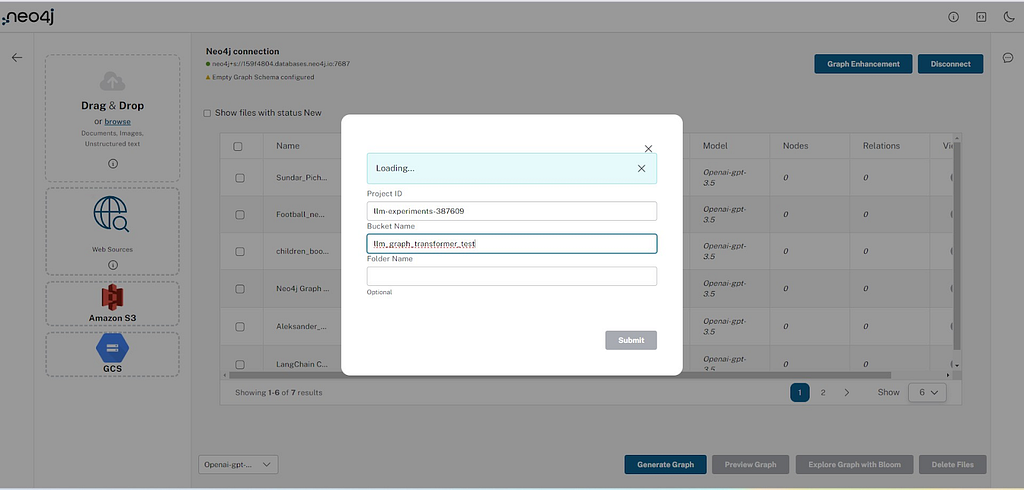 neo4j
Neo4j connection
neo4j+s://159f4804.databases.neo4j.io:7687
Empty Graph Schema configured
Graph Enhancement
Disconnect
Drag & Drop
or browse
Documents, Images,
Unstructured text
Web Sources
Amazon S3
GCS
Show files with status New
Name
Model
Nodes
Relations
Vi
Sundar_Pich...
Openai-gpt-
3.5
0
0
Football_ne...
Openai-gpt-
3.5
0
0
children_boo...
Openai-gpt-
3.5
0
0
Neo4j Graph ...
Openai-gpt-
3.5
0
0
Aleksander_...
Openai-gpt-
3.5
0
0
LangChain C...
Openai-gpt-
3.5
0
0
Loading...
Project ID
llm-experiments-387609
Bucket Name
llm_graph_transformer_test
Folder Name
Optional
Submit
Showing 1-6 of 7 results
1
2
Show
6
Openai-gpt-...
Generate Graph
Preview Graph
Explore Graph with Bloom
Delete Files